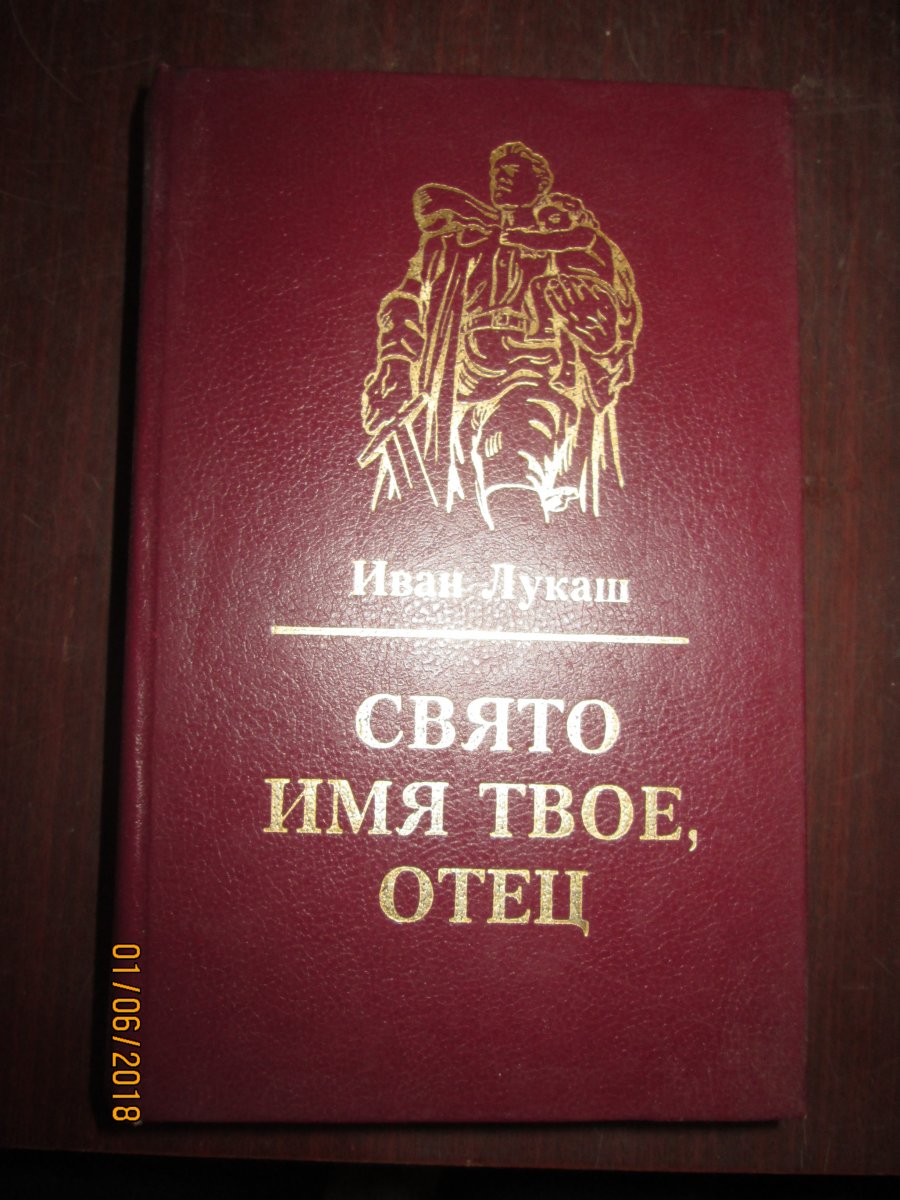 Иван Лукаш
СВЯТО
ИМЯ ТВОЕ,
ОТЕЦ
01/06/2018